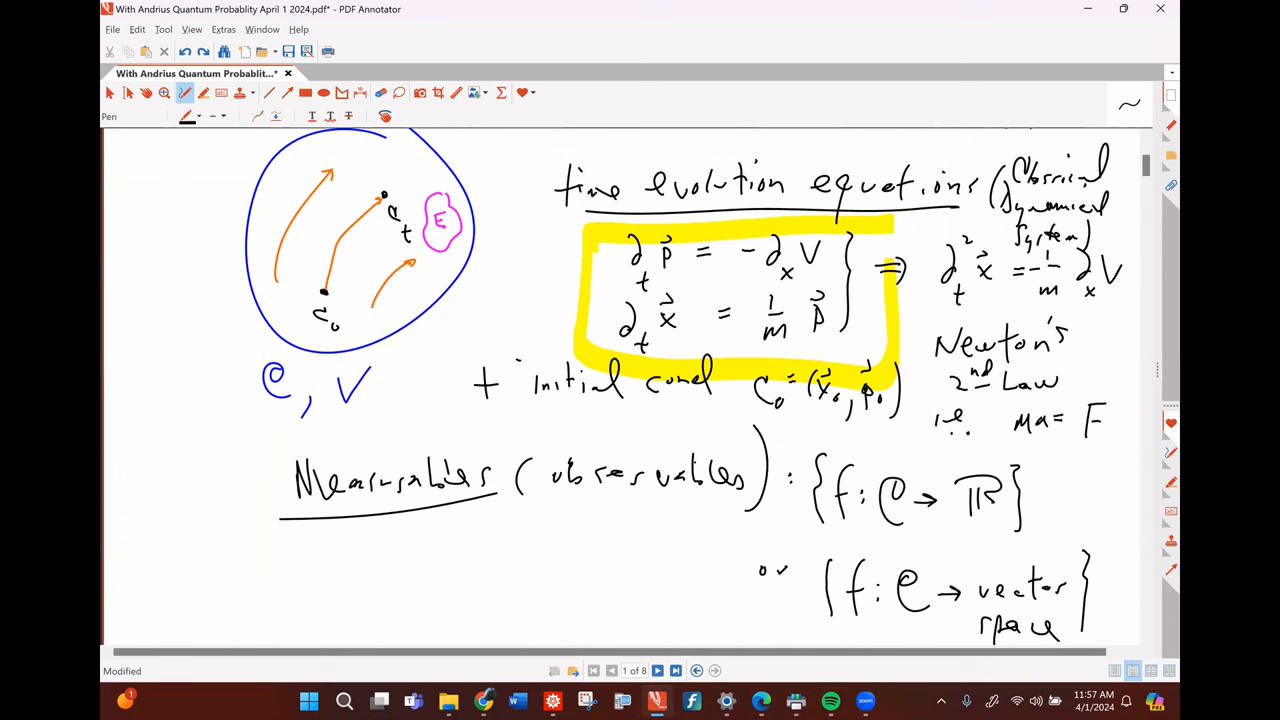 With Andrius Quantum Probablity April 1 2024.pdf* - PDF Annotator
File Edit Tool View Extras Window Help
With Andrius Quantum Probablit...*
Pen
time evolution equations (Classical Dynamical System)
∂_t p⃗ = - ∂_x V
∂_t x⃗ = 1/m p⃗
⇒ ∂_t² x⃗ = -1/m ∂_x V
Newton's
2nd Law
i.e. ma = F
C_t
E
C_0
C, V
+ initial cond C_0 = (x⃗_0, p⃗_0)
Measurables (observables) : {f : C → ℝ}
or {f : C → vector space}
Modified
1 of 8
11:57 AM
4/1/2024